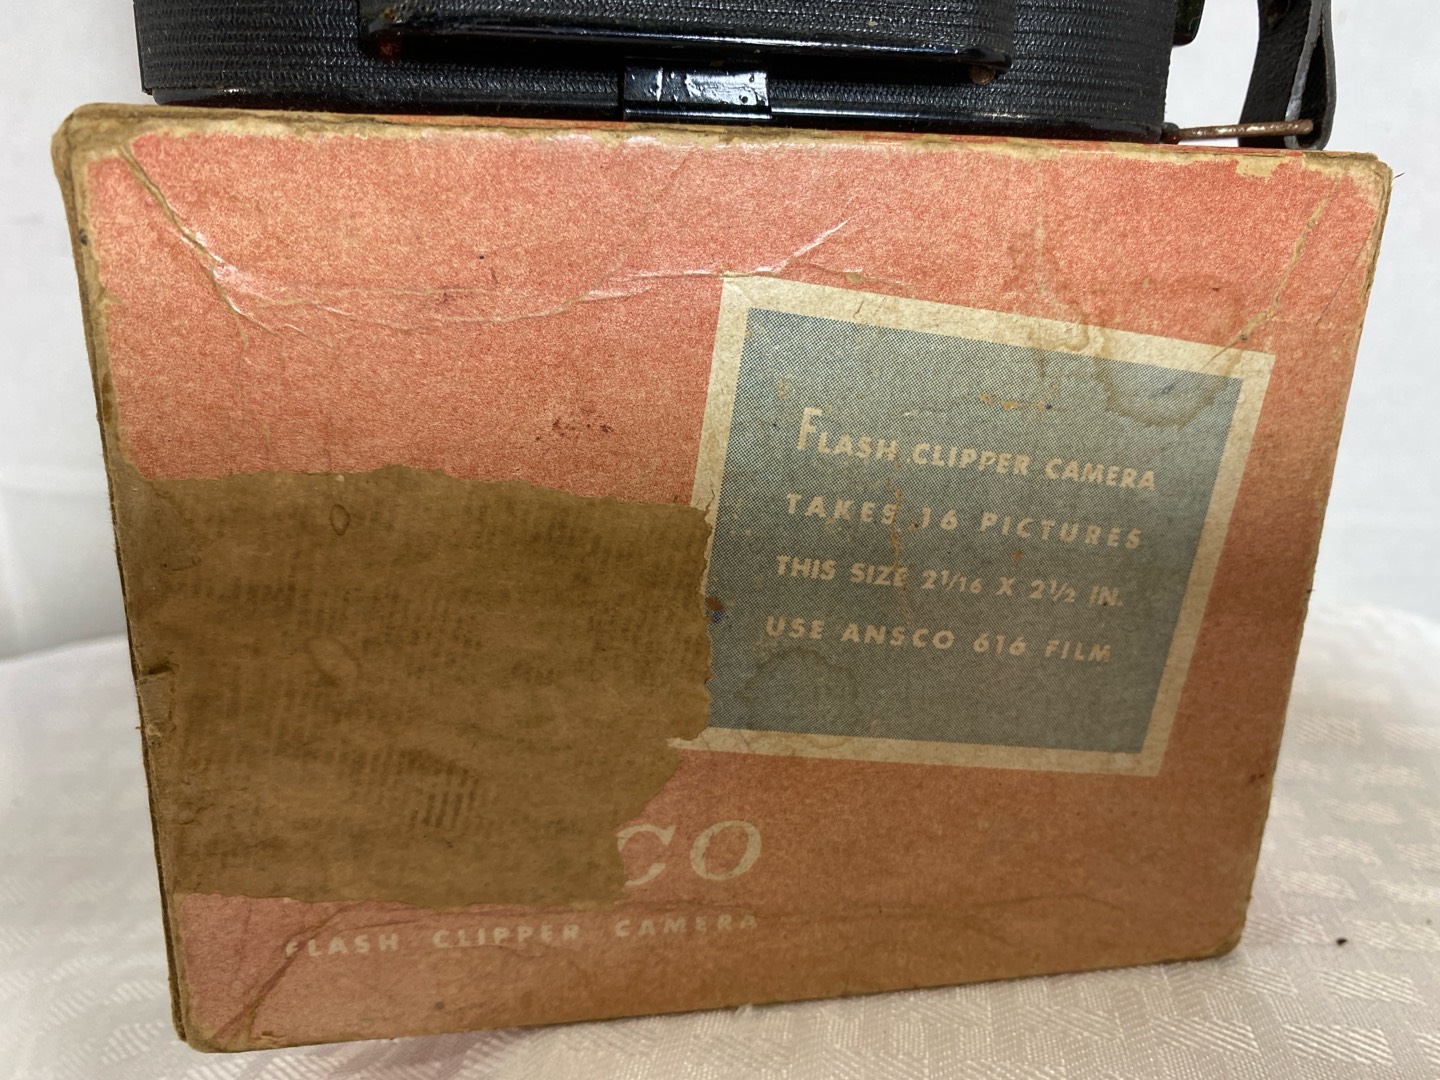 FLASH CLIPPER CAMERA
TAKES 16 PICTURES
THIS SIZE 2 1/16 X 2 1/2 IN.
USE ANSCO 616 FILM
CO
FLASH CLIPPER CAMERA